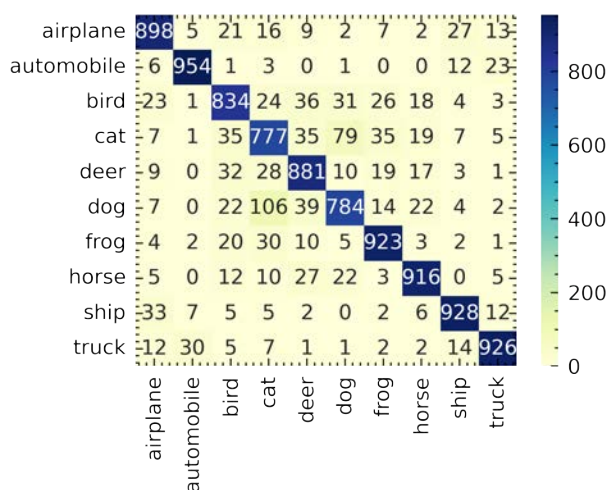 airplane 898 5 21 16 9 2 7 2 27 13
automobile 6 954 1 3 0 1 0 0 12 23
bird 23 1 834 24 36 31 26 18 4 3
cat 7 1 35 777 35 79 35 19 7 5
deer 9 0 32 28 881 10 19 17 3 1
dog 7 0 22 106 39 784 14 22 4 2
frog 4 2 20 30 10 5 923 3 2 1
horse 5 0 12 10 27 22 3 916 0 5
ship 33 7 5 5 2 0 2 6 928 12
truck 12 30 5 7 1 1 2 2 14 926
airplane automobile bird cat deer dog frog horse ship truck
800
600
400
200
0